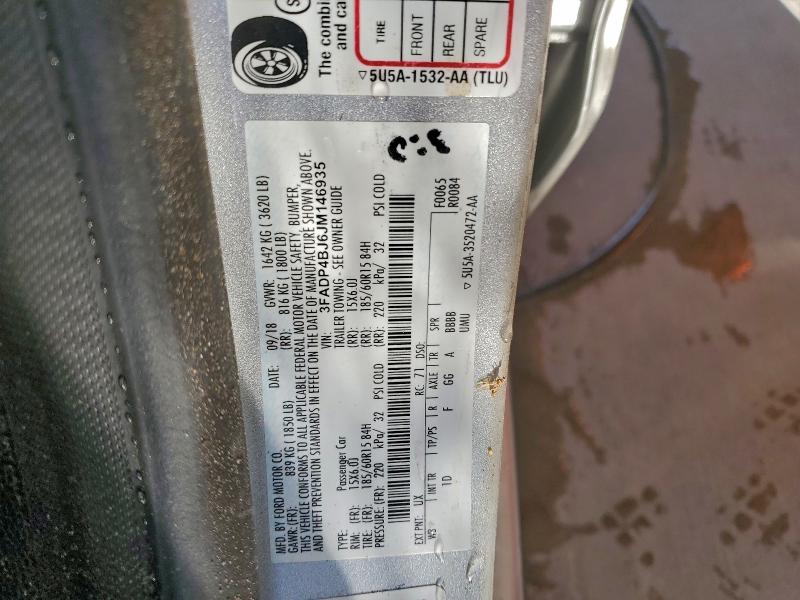 The combin
and ca
TIRE
FRONT
REAR
SPARE
5U5A-1532-AA (TLU)
MFD. BY FORD MOTOR CO.
DATE: 09/18 GVWR: 1642 KG ( 3620 LB)
GAWR: (FR): 839 KG ( 1850 LB) (RR): 816 KG ( 1800 LB)
THIS VEHICLE CONFORMS TO ALL APPLICABLE FEDERAL MOTOR VEHICLE SAFETY, BUMPER,
AND THEFT PREVENTION STANDARDS IN EFFECT ON THE DATE OF MANUFACTURE SHOWN ABOVE.
VIN: 3FADP4BJ6JM146935
TYPE: Passenger Car TRAILER TOWING - SEE OWNER GUIDE
RIM: (FR): 15X6.0J (RR): 15X6.0J
TIRE: (FR): 185/60R15 84H (RR): 185/60R15 84H
PRESSURE (FR): 220 kPa/ 32 PSI COLD (RR): 220 kPa/ 32 PSI COLD
EXT PNT: UX RC: 71 DSO: F0065
R0084
WS INT TR TP/PS R AXLE TR SPR
1D F GG A BBBB
UMU 5U5A-3520472-AA